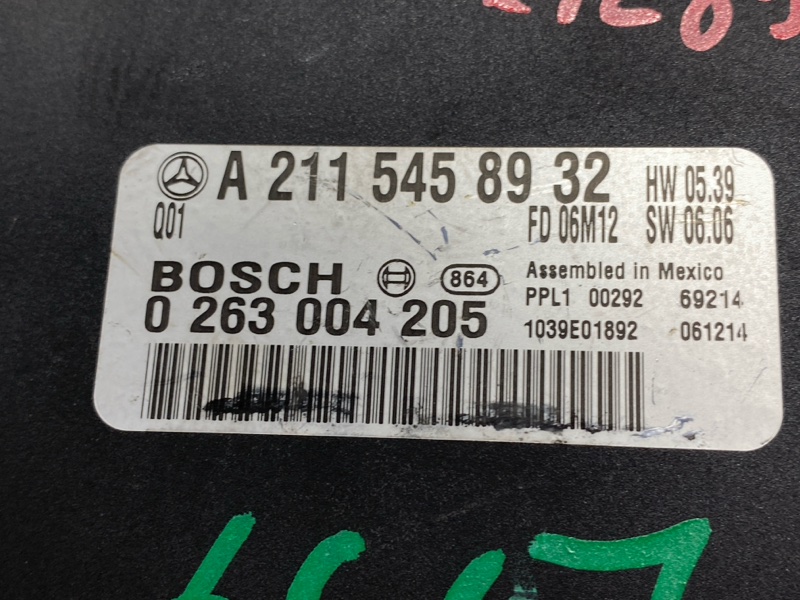 A 211 545 89 32 HW 05.39
Q01 FD 06M12 SW 06.06
BOSCH 864 Assembled in Mexico
0 263 004 205 PPL1 00292 69214
1039E01892 061214